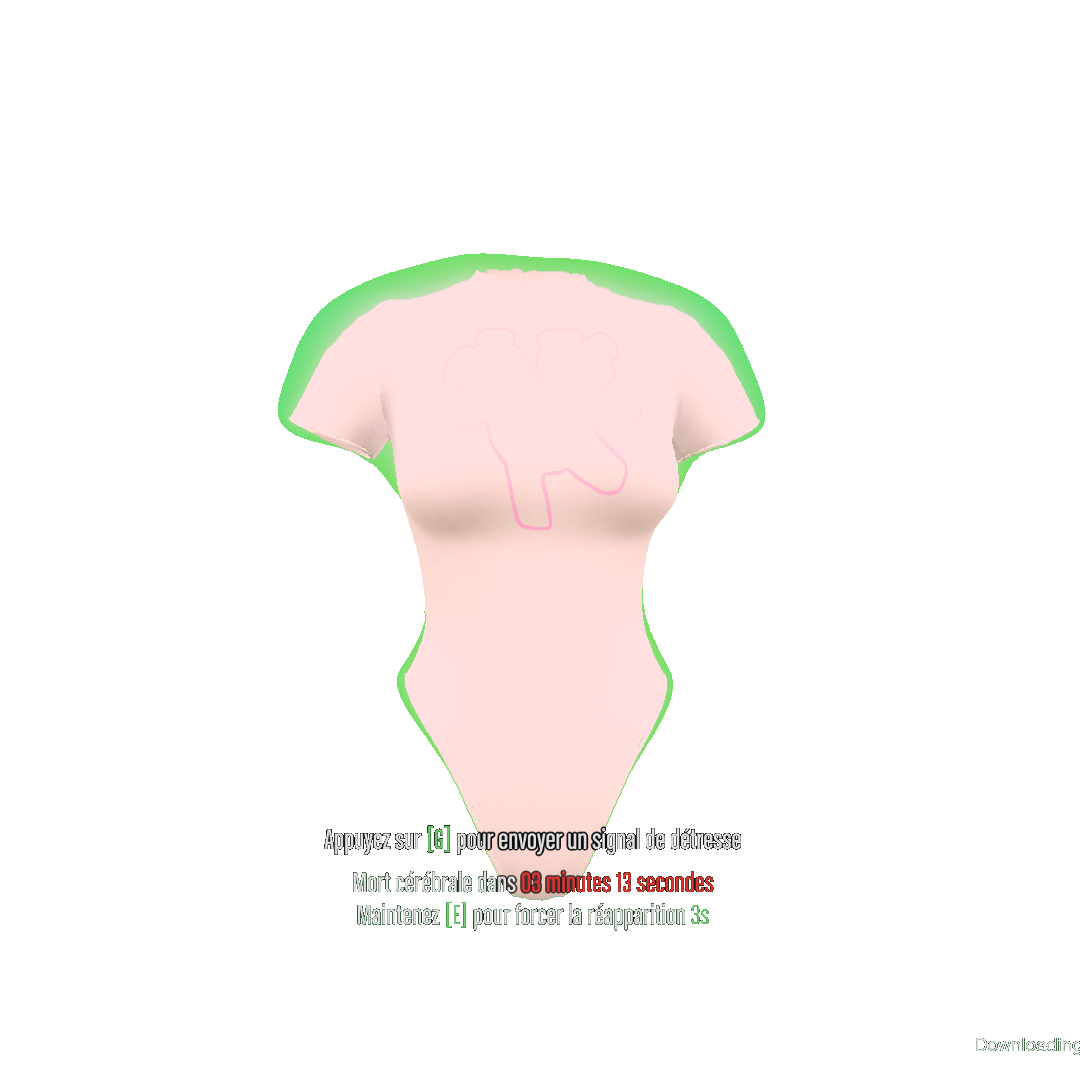 Appuyez sur [G] pour envoyer un signal de détresse
Mort cérébrale dans 03 minutes 13 secondes
Maintenez [E] pour forcer la réapparition 3s
Downloading